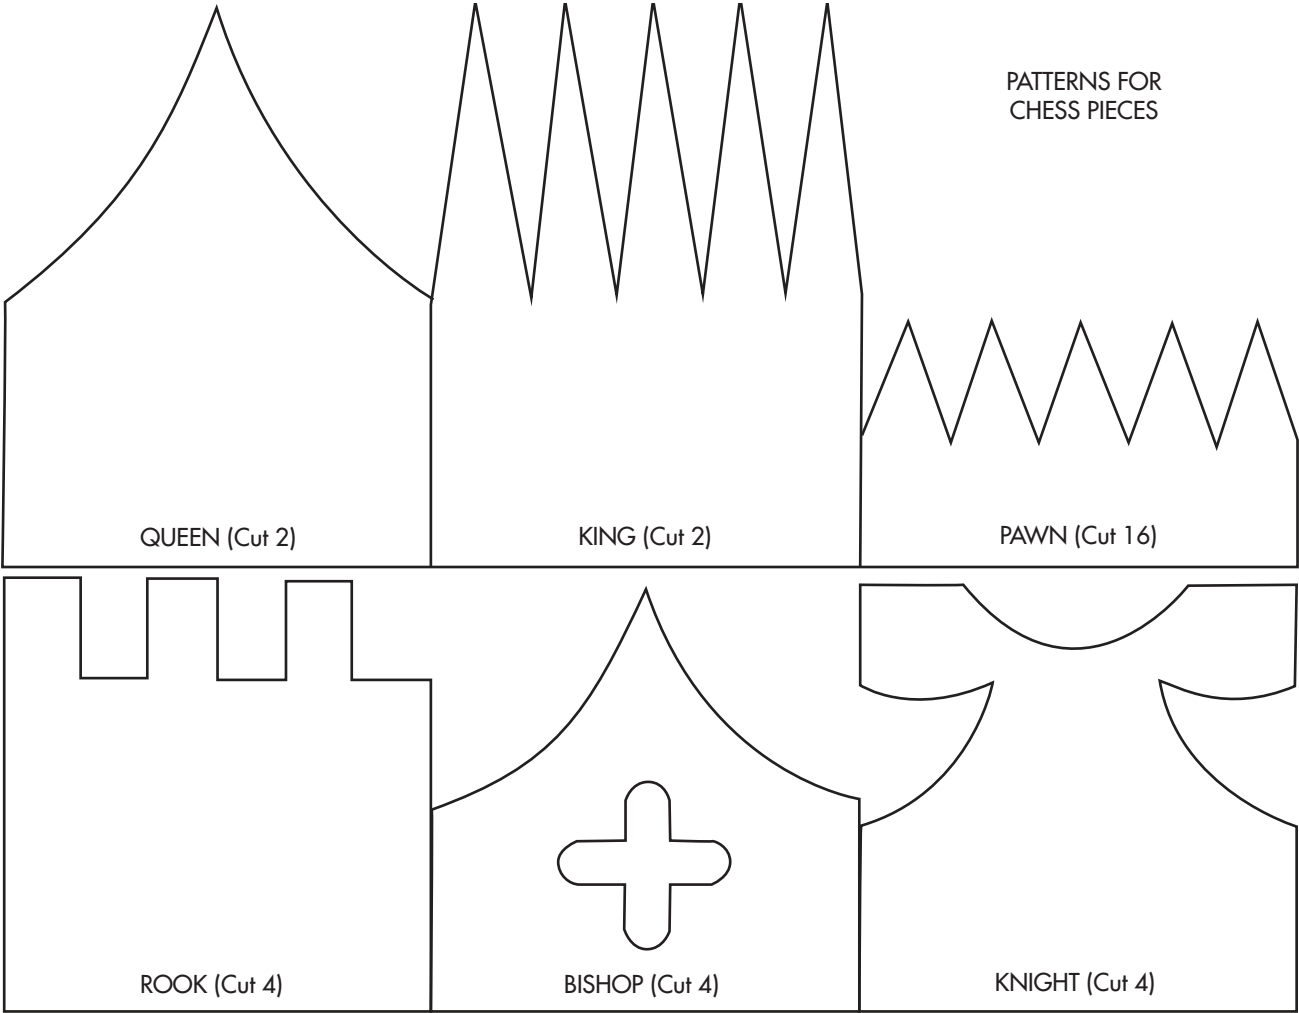 PATTERNS FOR
CHESS PIECES
QUEEN (Cut 2)
KING (Cut 2)
PAWN (Cut 16)
ROOK (Cut 4)
BISHOP (Cut 4)
KNIGHT (Cut 4)